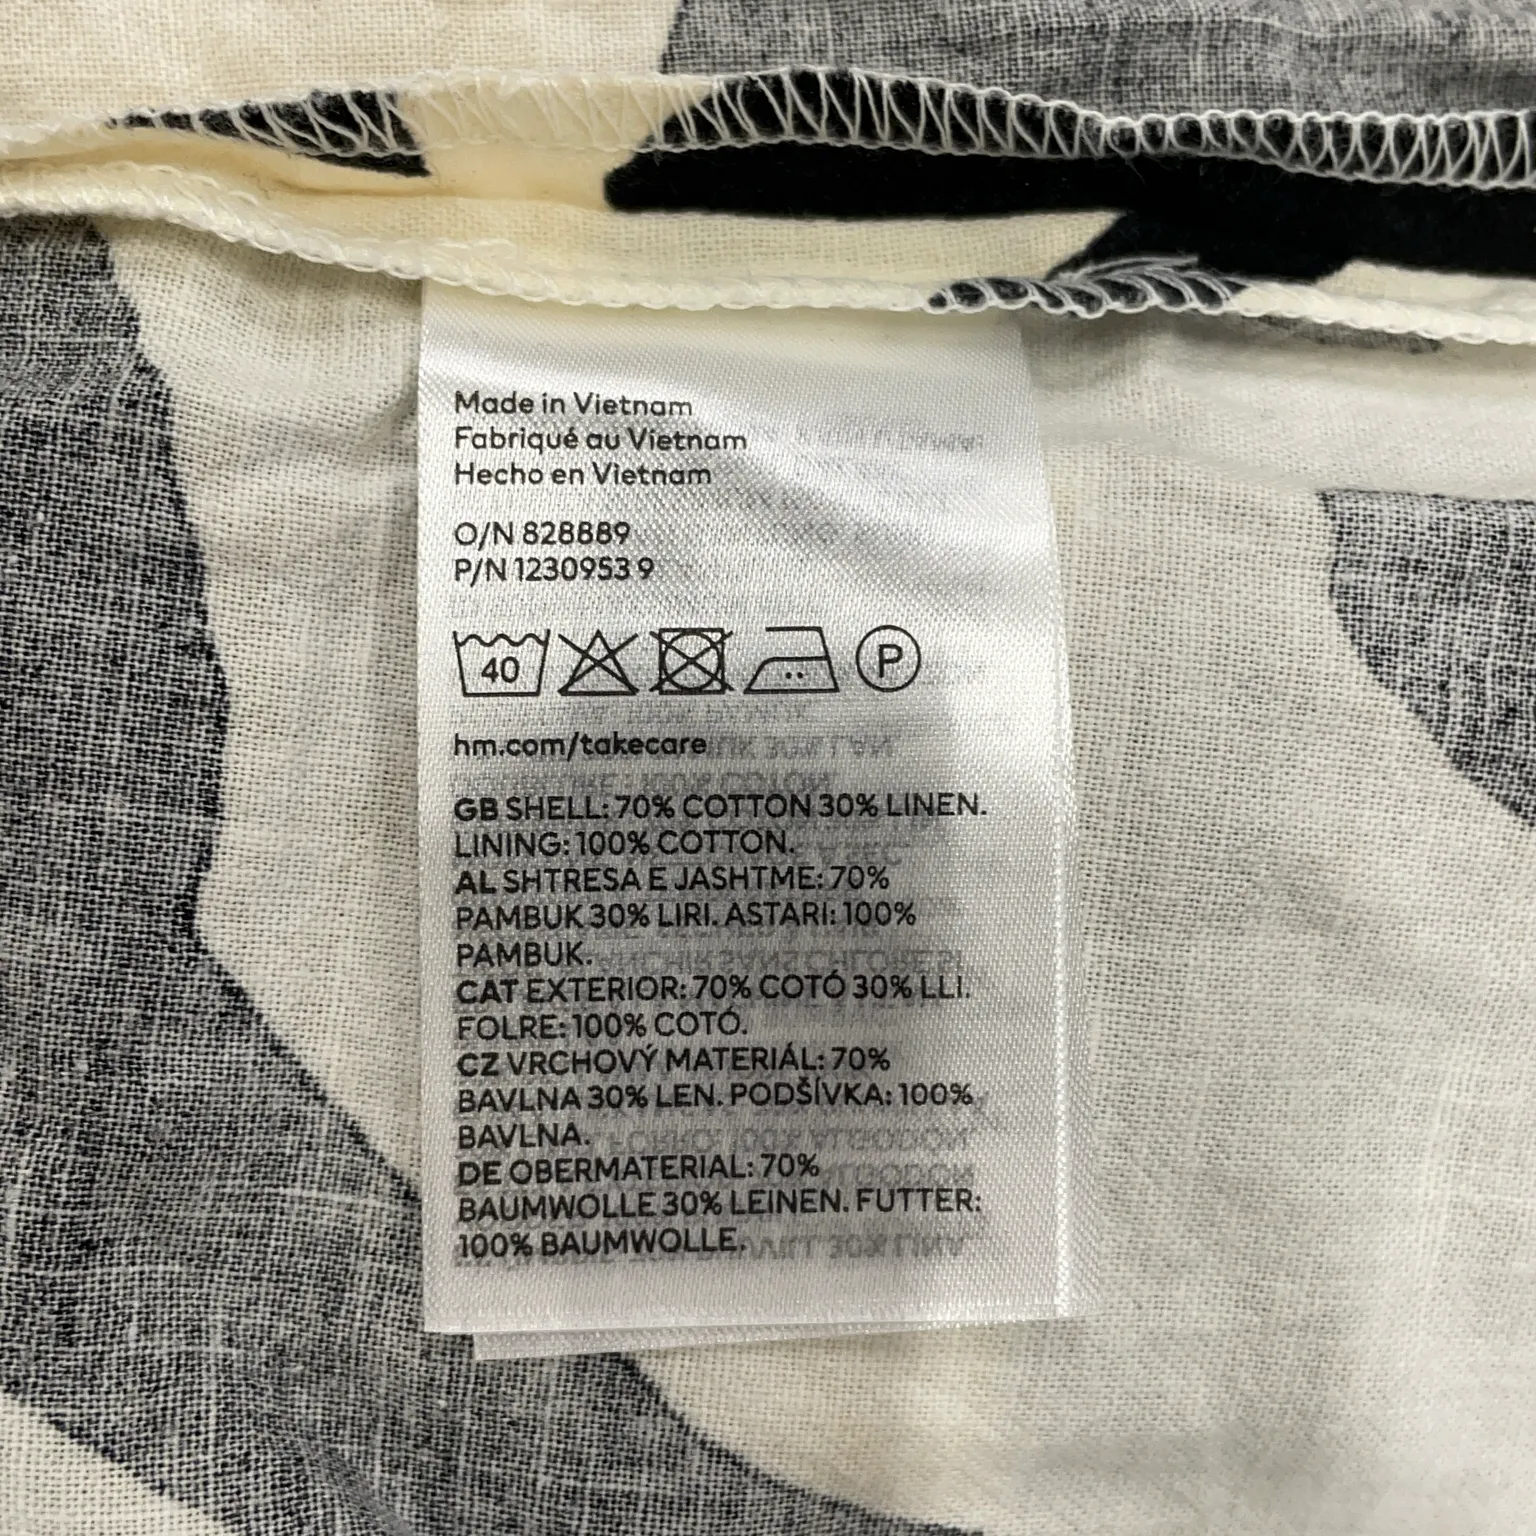 Made in Vietnam
Fabriqué au Vietnam
Hecho en Vietnam
O/N 828889
P/N 1230953 9
40 P
hm.com/takecare
GB SHELL: 70% COTTON 30% LINEN.
LINING: 100% COTTON.
AL SHTRESA E JASHTME: 70%
PAMBUK 30% LIRI. ASTARI: 100%
PAMBUK.
CAT EXTERIOR: 70% COTÓ 30% LLI.
FOLRE: 100% COTÓ.
CZ VRCHOVÝ MATERIÁL: 70%
BAVLNA 30% LEN. PODŠÍVKA: 100%
BAVLNA.
DE OBERMATERIAL: 70%
BAUMWOLLE 30% LEINEN. FUTTER:
100% BAUMWOLLE.